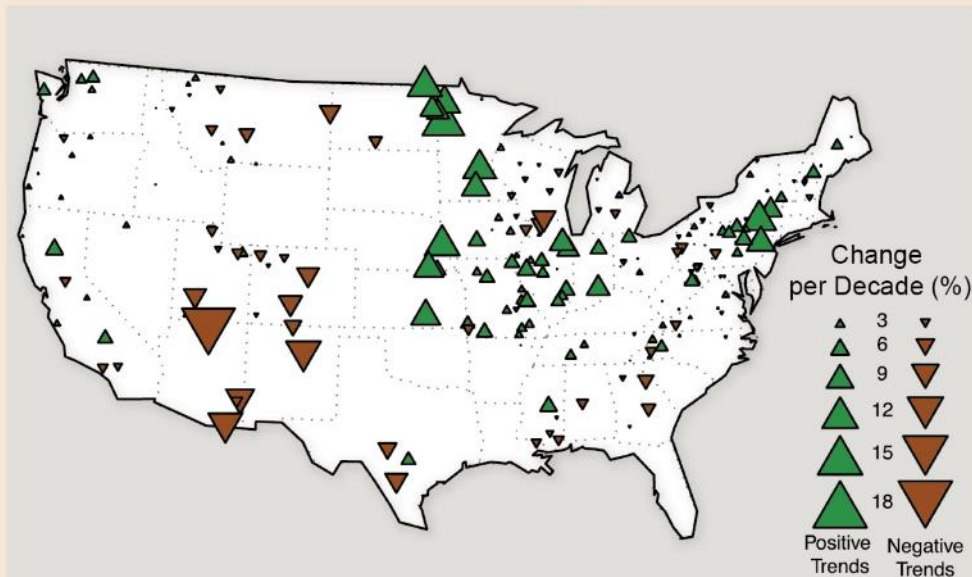 Change
per Decade (%)
3
6
9
12
15
18
Positive Negative
Trends Trends